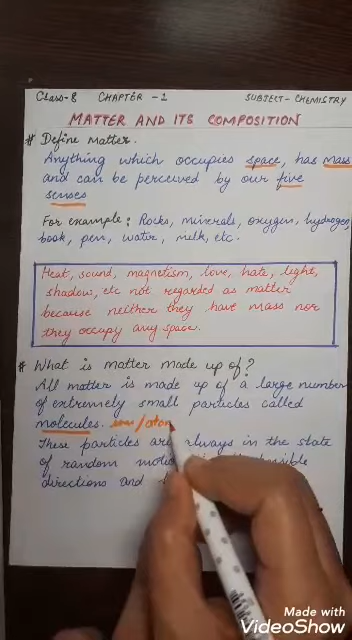 Class-8 CHAPTER -1 SUBJECT- CHEMISTRY
MATTER AND ITS COMPOSITION
# Define Matter.
Anything which occupies space, has mass
and can be perceived by our five
senses
For example: Rocks, minerals, oxygen, hydrogen,
book, pen, water, milk, etc.
Heat, sound, magnetism, love, hate, light,
shadow, etc not regarded as matter
because neither they have mass nor
they occupy any space.
# What is matter made up of?
All matter is made up of a large number
of extremely small particles called
molecules. /atom
These particles are always in the state
of random
directions and
Made with
VideoShow